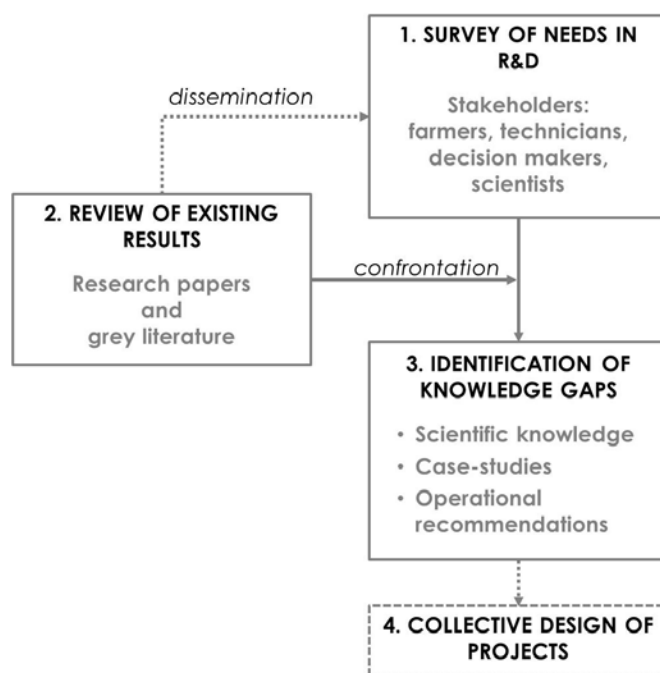 1. SURVEY OF NEEDS IN
R&D
Stakeholders:
farmers, technicians,
decision makers,
scientists
dissemination
2. REVIEW OF EXISTING
RESULTS
Research papers
and
grey literature
confrontation
3. IDENTIFICATION OF
KNOWLEDGE GAPS
• Scientific knowledge
• Case-studies
• Operational
recommendations
4. COLLECTIVE DESIGN OF
PROJECTS